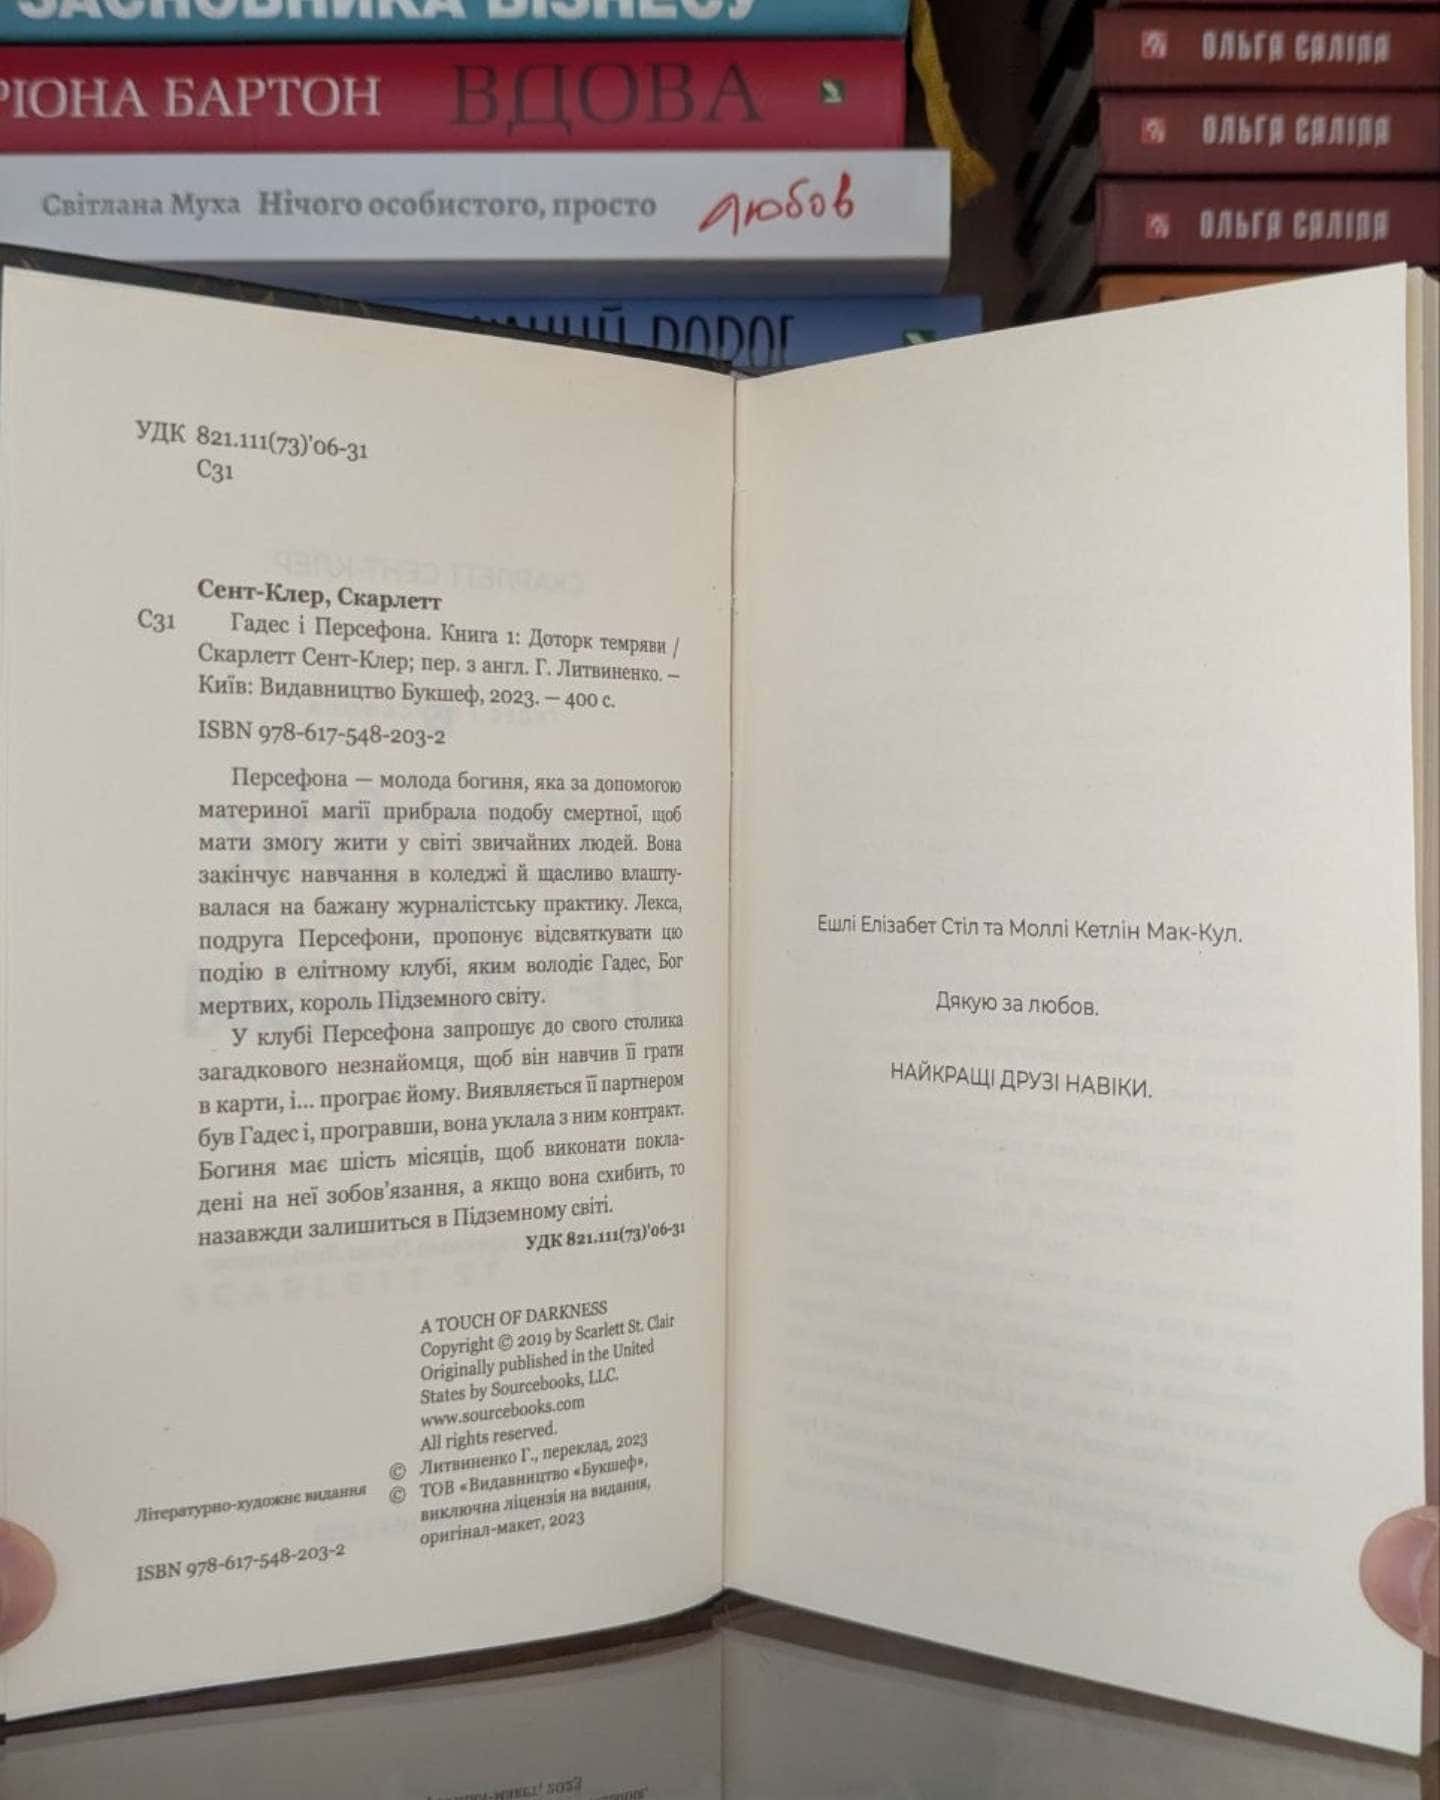 ЗАСНОВНИКА БІЗНЕСУ
РІОНА БАРТОН ВДОВА
Світлана Муха Нічого особистого, просто любов
ОЛЬГА САЛІПА
ОЛЬГА САЛІПА
ОЛЬГА САЛІПА
УДК 821.111(73)'06-31
С31
Сент-Клер, Скарлетт
С31 Гадес і Персефона. Книга 1: Доторк темряви /
Скарлетт Сент-Клер; пер. з англ. Г. Литвиненко. —
Київ: Видавництво Букшеф, 2023. — 400 с.
ISBN 978-617-548-203-2
Персефона — молода богиня, яка за допомогою
материної магії прибрала подобу смертної, щоб
мати змогу жити у світі звичайних людей. Вона
закінчує навчання в коледжі й щасливо влашту-
валася на бажану журналістську практику. Лекса,
подруга Персефони, пропонує відсвяткувати цю
подію в елітному клубі, яким володіє Гадес, Бог
мертвих, король Підземного світу.
У клубі Персефона запрошує до свого столика
загадкового незнайомця, щоб він навчив її грати
в карти, і... програє йому. Виявляється її партнером
був Гадес і, програвши, вона уклала з ним контракт.
Богиня має шість місяців, щоб виконати покла-
дені на неї зобов'язання, а якщо вона схибить, то
назавжди залишиться в Підземному світі.
УДК 821.111(73)'06-31
A TOUCH OF DARKNESS
Copyright © 2019 by Scarlett St. Clair
Originally published in the United
States by Sourcebooks, LLC.
www.sourcebooks.com
All rights reserved.
© Литвиненко Г., переклад, 2023
© ТОВ «Видавництво «Букшеф»,
виключна ліцензія на видання,
оригінал-макет, 2023
Літературно-художнє видання
ISBN 978-617-548-203-2
Ешлі Елізабет Стіл та Моллі Кетлін Мак-Кул.
Дякую за любов.
НАЙКРАЩІ ДРУЗІ НАВІКИ.